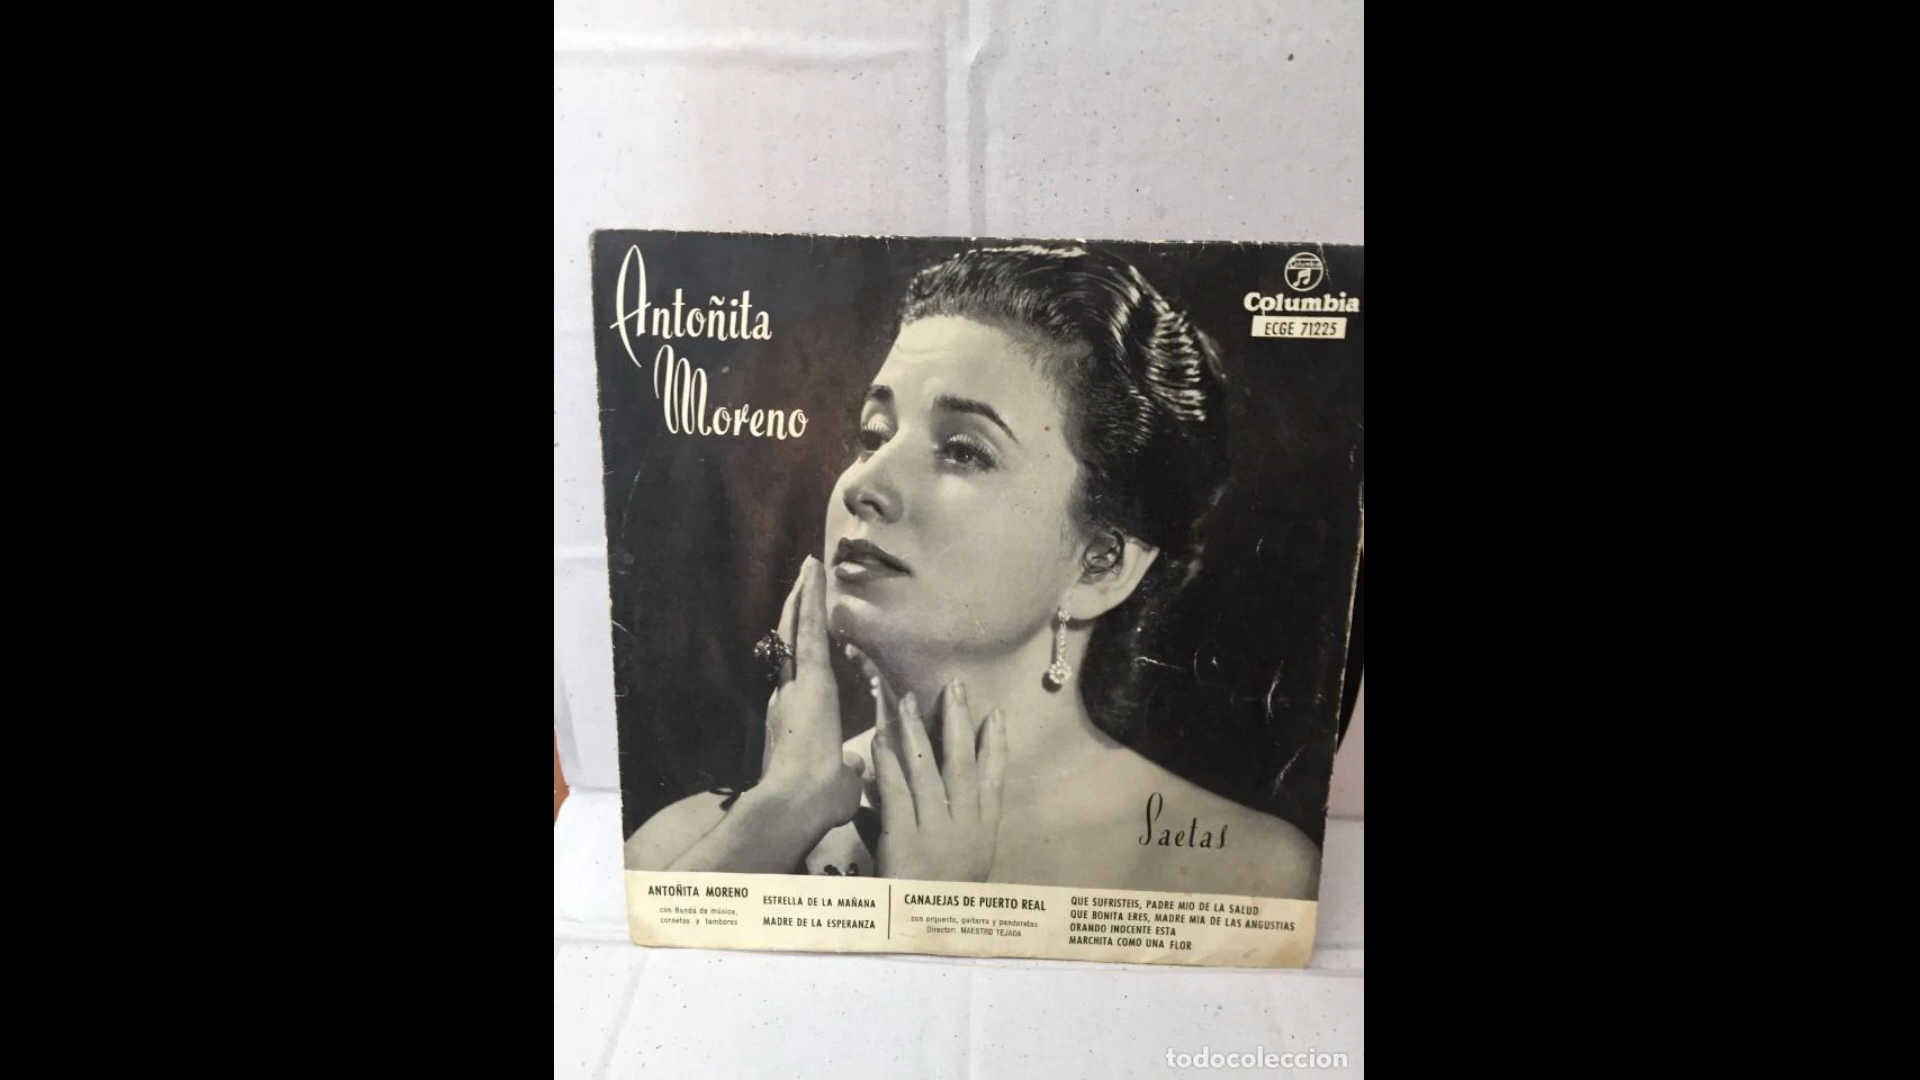 Antoñita
Moreno
Columbia
Columbia
ECGE 71225
Saetas
ANTOÑITA MORENO
con Banda de música,
cornetas y tambores
ESTRELLA DE LA MAÑANA
MADRE DE LA ESPERANZA
CANAJEJAS DE PUERTO REAL
con orquesta, guitarra y panderetas
Director: MAESTRO TEJADA
QUE SUFRISTEIS, PADRE MIO DE LA SALUD
QUE BONITA ERES, MADRE MIA DE LAS ANGUSTIAS
ORANDO INOCENTE ESTA
MARCHITA COMO UNA FLOR
todocoleccion